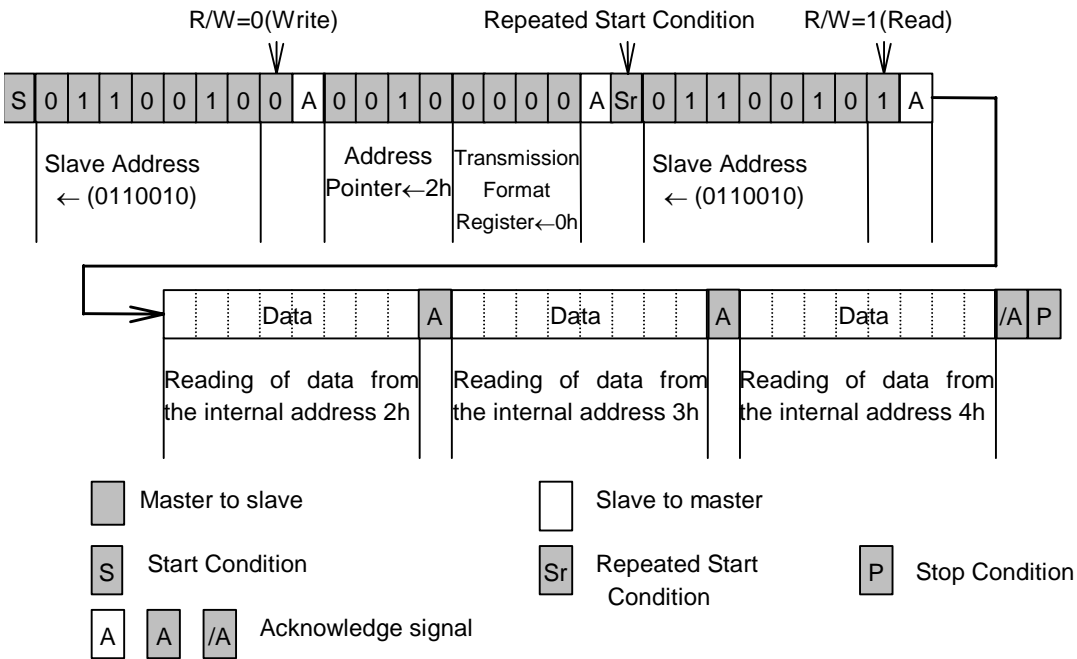 R/W=0(Write) Repeated Start Condition R/W=1(Read)
S 0 1 1 0 0 1 0 0 A 0 0 1 0 0 0 0 0 A Sr 0 1 1 0 0 1 0 1 A
Slave Address
← (0110010)
Address
Pointer←2h
Transmission
Format
Register←0h
Slave Address
← (0110010)
Data A Data A Data /A P
Reading of data from
the internal address 2h
Reading of data from
the internal address 3h
Reading of data from
the internal address 4h
Master to slave
Slave to master
S Start Condition
Sr Repeated Start
Condition
P Stop Condition
A A /A Acknowledge signal